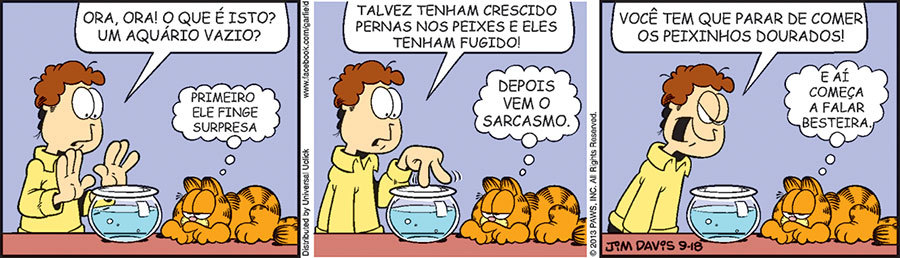 ORA, ORA! O QUE É ISTO?
UM AQUÁRIO VAZIO?
PRIMEIRO
ELE FINGE
SURPRESA
www.facebook.com/garfield
Distributed by Universal Uclick
TALVEZ TENHAM CRESCIDO
PERNAS NOS PEIXES E ELES
TENHAM FUGIDO!
DEPOIS
VEM O
SARCASMO.
© 2013 PAWS, INC. All Rights Reserved.
VOCÊ TEM QUE PARAR DE COMER
OS PEIXINHOS DOURADOS!
E AÍ
COMEÇA
A FALAR
BESTEIRA.
JIM DAVIS 9-18